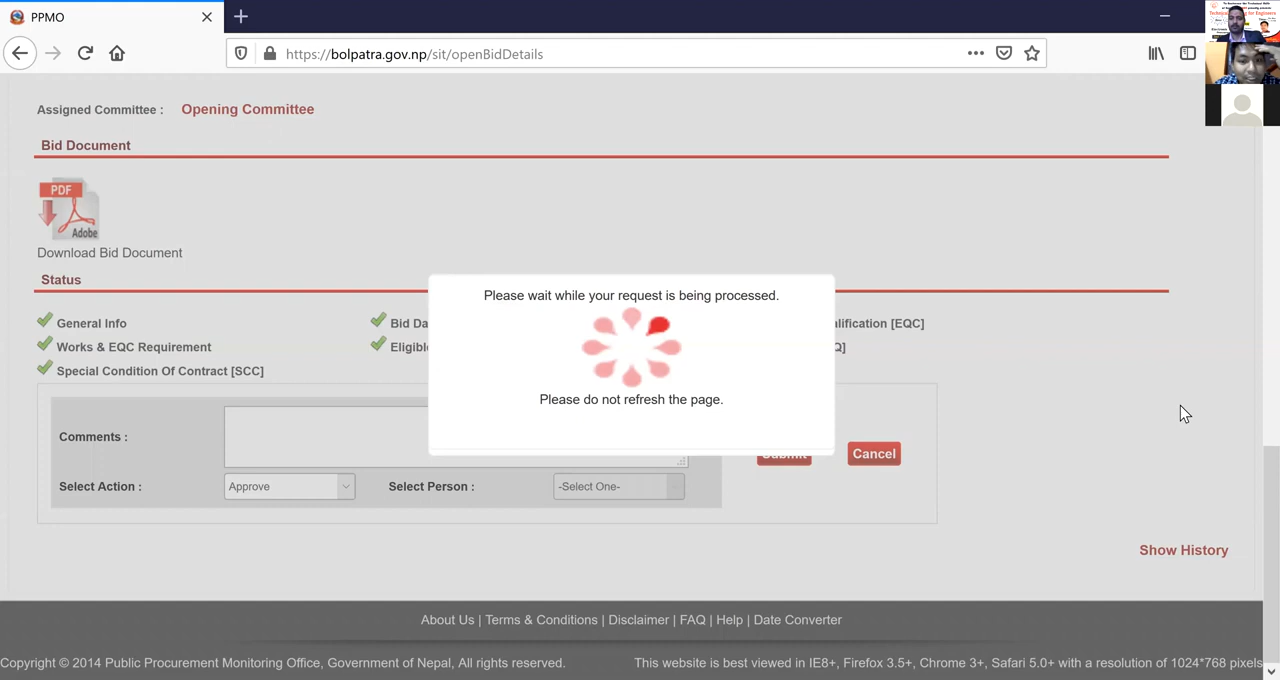 PPMO
https://bolpatra.gov.np/sit/openBidDetails
Assigned Committee : Opening Committee
Bid Document
PDF
Adobe
Download Bid Document
Status
General Info
Bid Da
lification [EQC]
Works & EQC Requirement
Eligible
Q]
Special Condition Of Contract [SCC]
Please wait while your request is being processed.
Please do not refresh the page.
Comments :
Submit
Cancel
Select Action : Approve
Select Person : -Select One-
Show History
About Us | Terms & Conditions | Disclaimer | FAQ | Help | Date Converter
Copyright © 2014 Public Procurement Monitoring Office, Government of Nepal, All rights reserved.
This website is best viewed in IE8+, Firefox 3.5+, Chrome 3+, Safari 5.0+ with a resolution of 1024*768 pixels